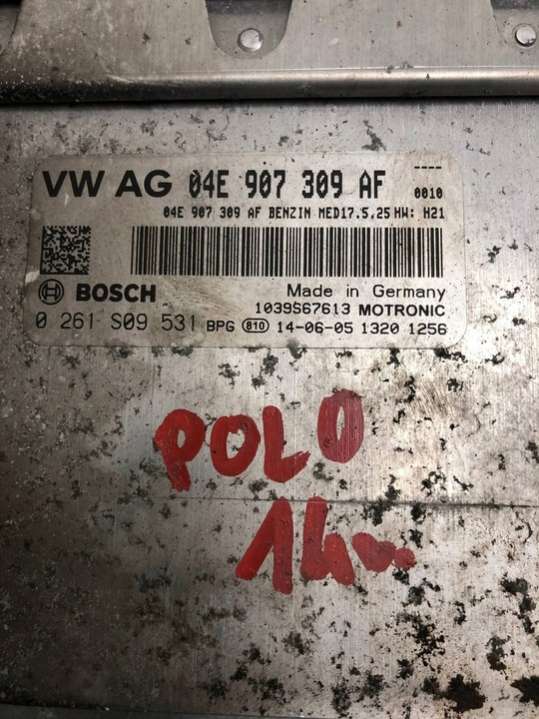 VW AG 04E 907 309 AF
----
0010
04E 907 309 AF BENZIN MED17.5.25 HW: H21
BOSCH
Made in Germany
1039S67613 MOTRONIC
0 261 S09 531 BPG 810 14-06-05 1320 1256
POLO